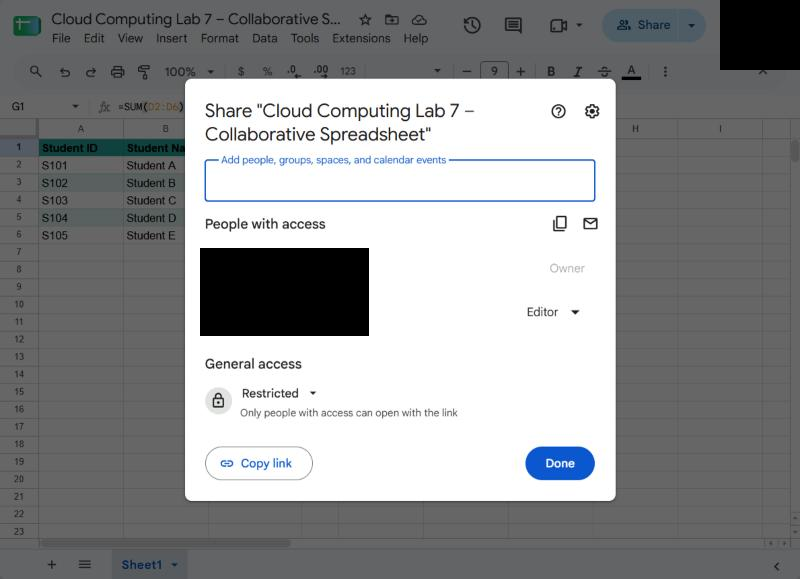 Cloud Computing Lab 7 – Collaborative S...
File Edit View Insert Format Data Tools Extensions Help
Share
100% $ % .0 .00 123 9 B I S A
G1 fx =SUM(D2:D6)
A B H I
1 Student ID Student Na
2 S101 Student A
3 S102 Student B
4 S103 Student C
5 S104 Student D
6 S105 Student E
7
8
9
10
11
12
13
14
15
16
17
18
19
20
21
22
23
Share "Cloud Computing Lab 7 –
Collaborative Spreadsheet"
Add people, groups, spaces, and calendar events
People with access
Owner
Editor
General access
Restricted
Only people with access can open with the link
Copy link
Done
Sheet1